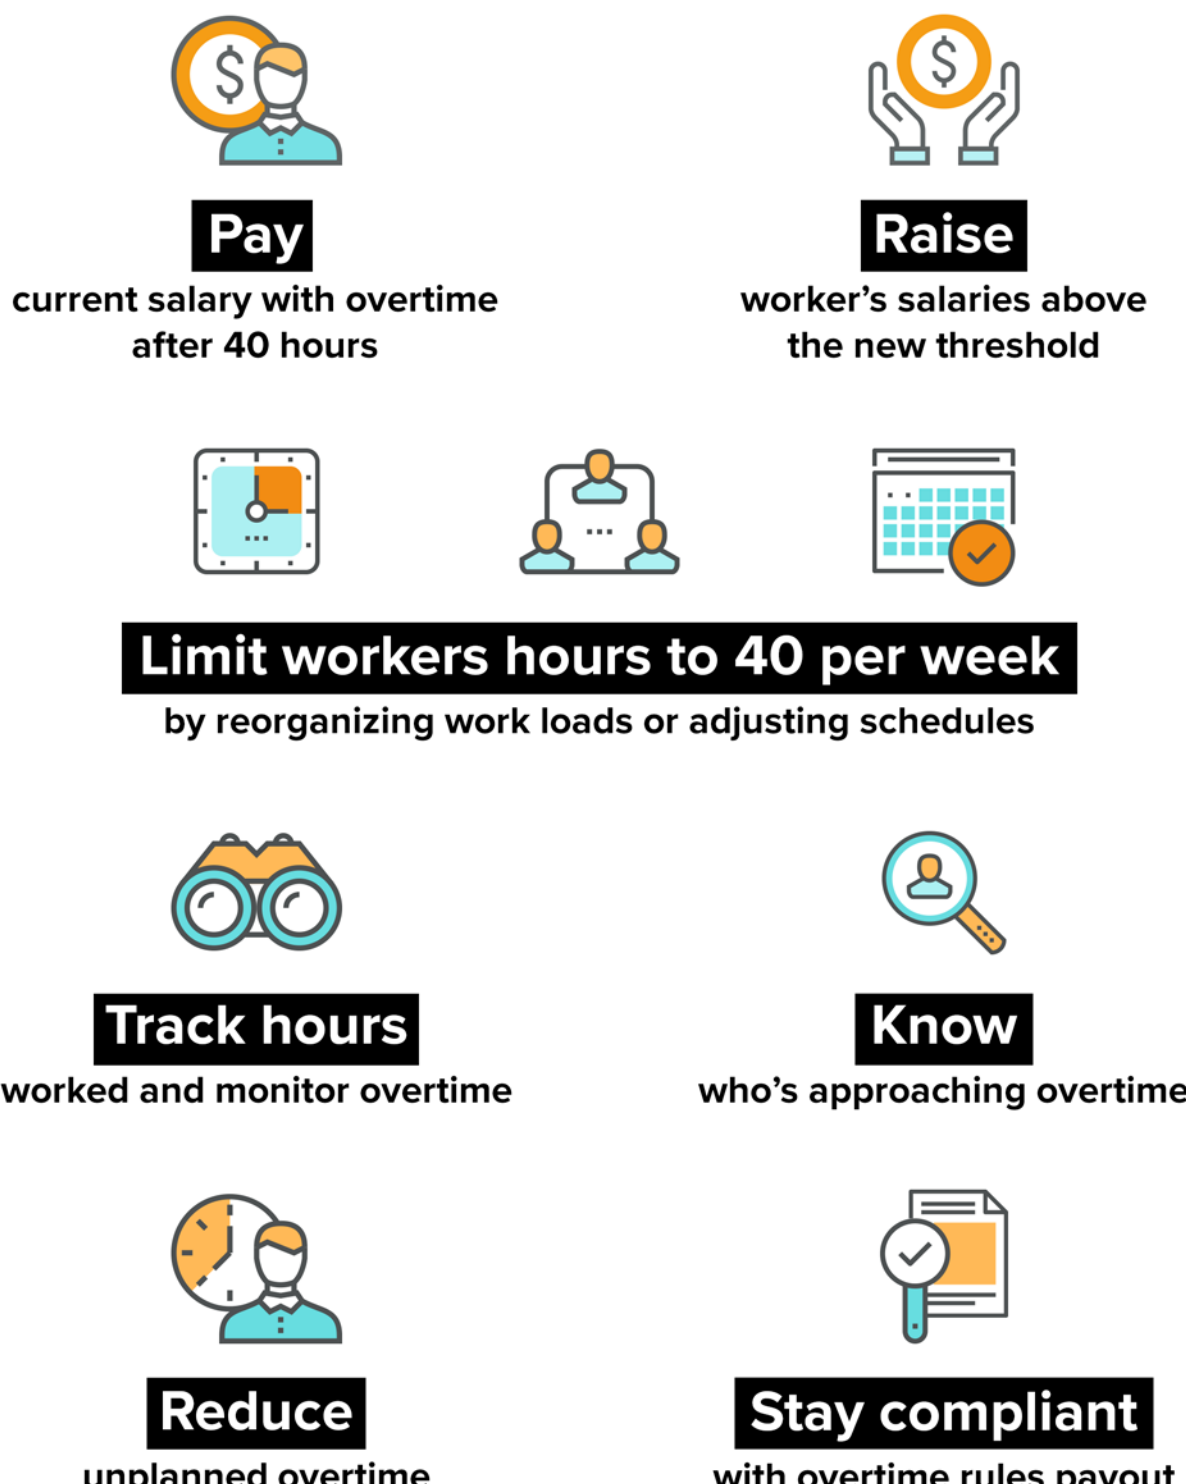 Pay
current salary with overtime
after 40 hours
Raise
worker's salaries above
the new threshold
Limit workers hours to 40 per week
by reorganizing work loads or adjusting schedules
Track hours
worked and monitor overtime
Know
who's approaching overtime
Reduce
unplanned overtime
Stay compliant
with overtime rules payout